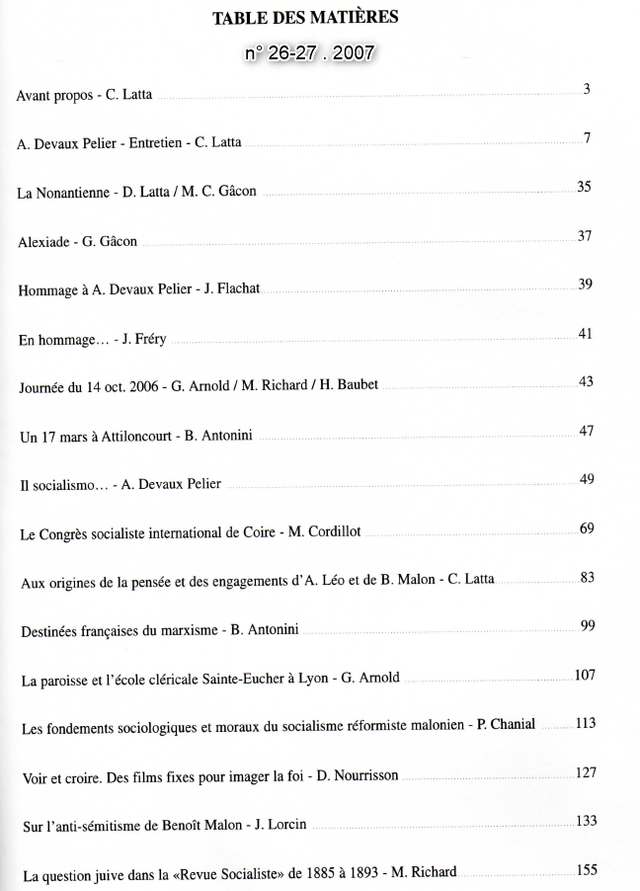 TABLE DES MATIÈRES
n° 26-27 . 2007
Avant propos - C. Latta 3
A. Devaux Pelier - Entretien - C. Latta 7
La Nonantienne - D. Latta / M. C. Gâcon 35
Alexiade - G. Gâcon 37
Hommage à A. Devaux Pelier - J. Flachat 39
En hommage... - J. Fréry 41
Journée du 14 oct. 2006 - G. Arnold / M. Richard / H. Baubet 43
Un 17 mars à Attiloncourt - B. Antonini 47
Il socialismo... - A. Devaux Pelier 49
Le Congrès socialiste international de Coire - M. Cordillot 69
Aux origines de la pensée et des engagements d'A. Léo et de B. Malon - C. Latta 83
Destinées françaises du marxisme - B. Antonini 99
La paroisse et l'école cléricale Sainte-Eucher à Lyon - G. Arnold 107
Les fondements sociologiques et moraux du socialisme réformiste malonien - P. Chanial 113
Voir et croire. Des films fixes pour imager la foi - D. Nourrisson 127
Sur l'anti-sémitisme de Benoît Malon - J. Lorcin 133
La question juive dans la «Revue Socialiste» de 1885 à 1893 - M. Richard 155